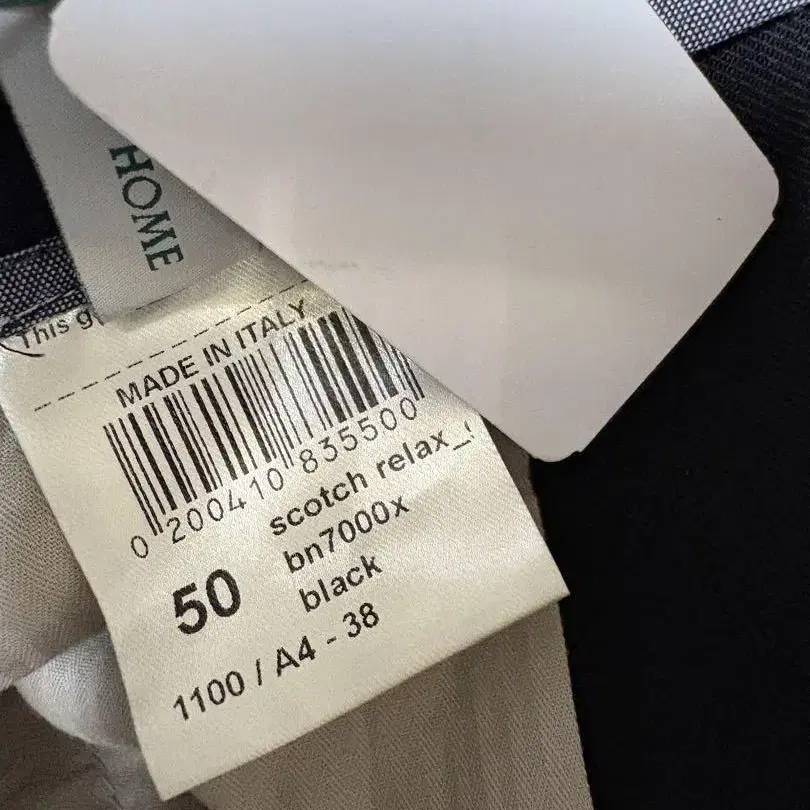 HOME
This
MADE IN ITALY
0 200410 835500
scotch relax_
bn7000x
black
50
1100 / A4 - 38